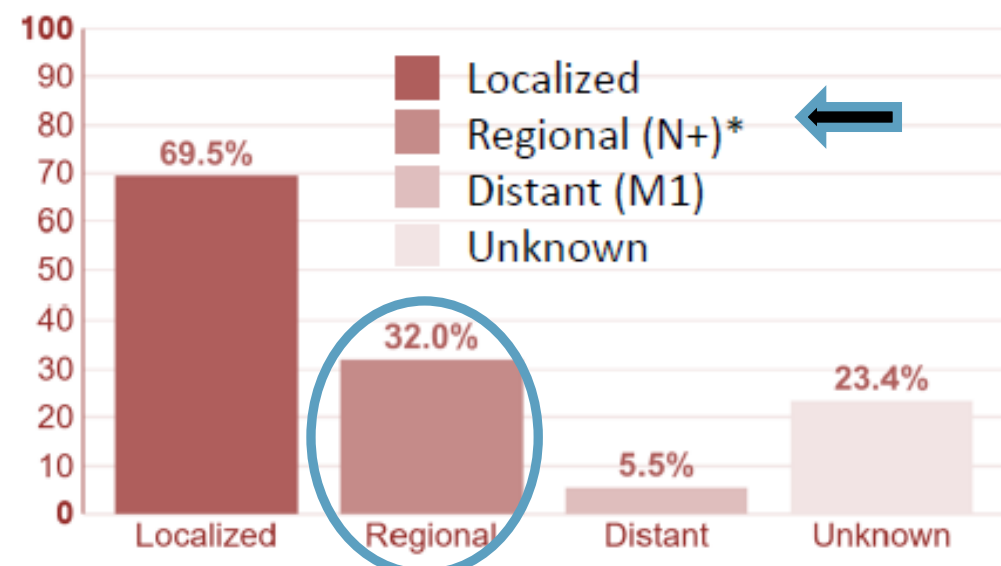 100
90
80
70
60
50
40
30
20
10
0
Localized
Regional (N+)*
Distant (M1)
Unknown
69.5%
32.0%
5.5%
23.4%
Localized
Regional
Distant
Unknown